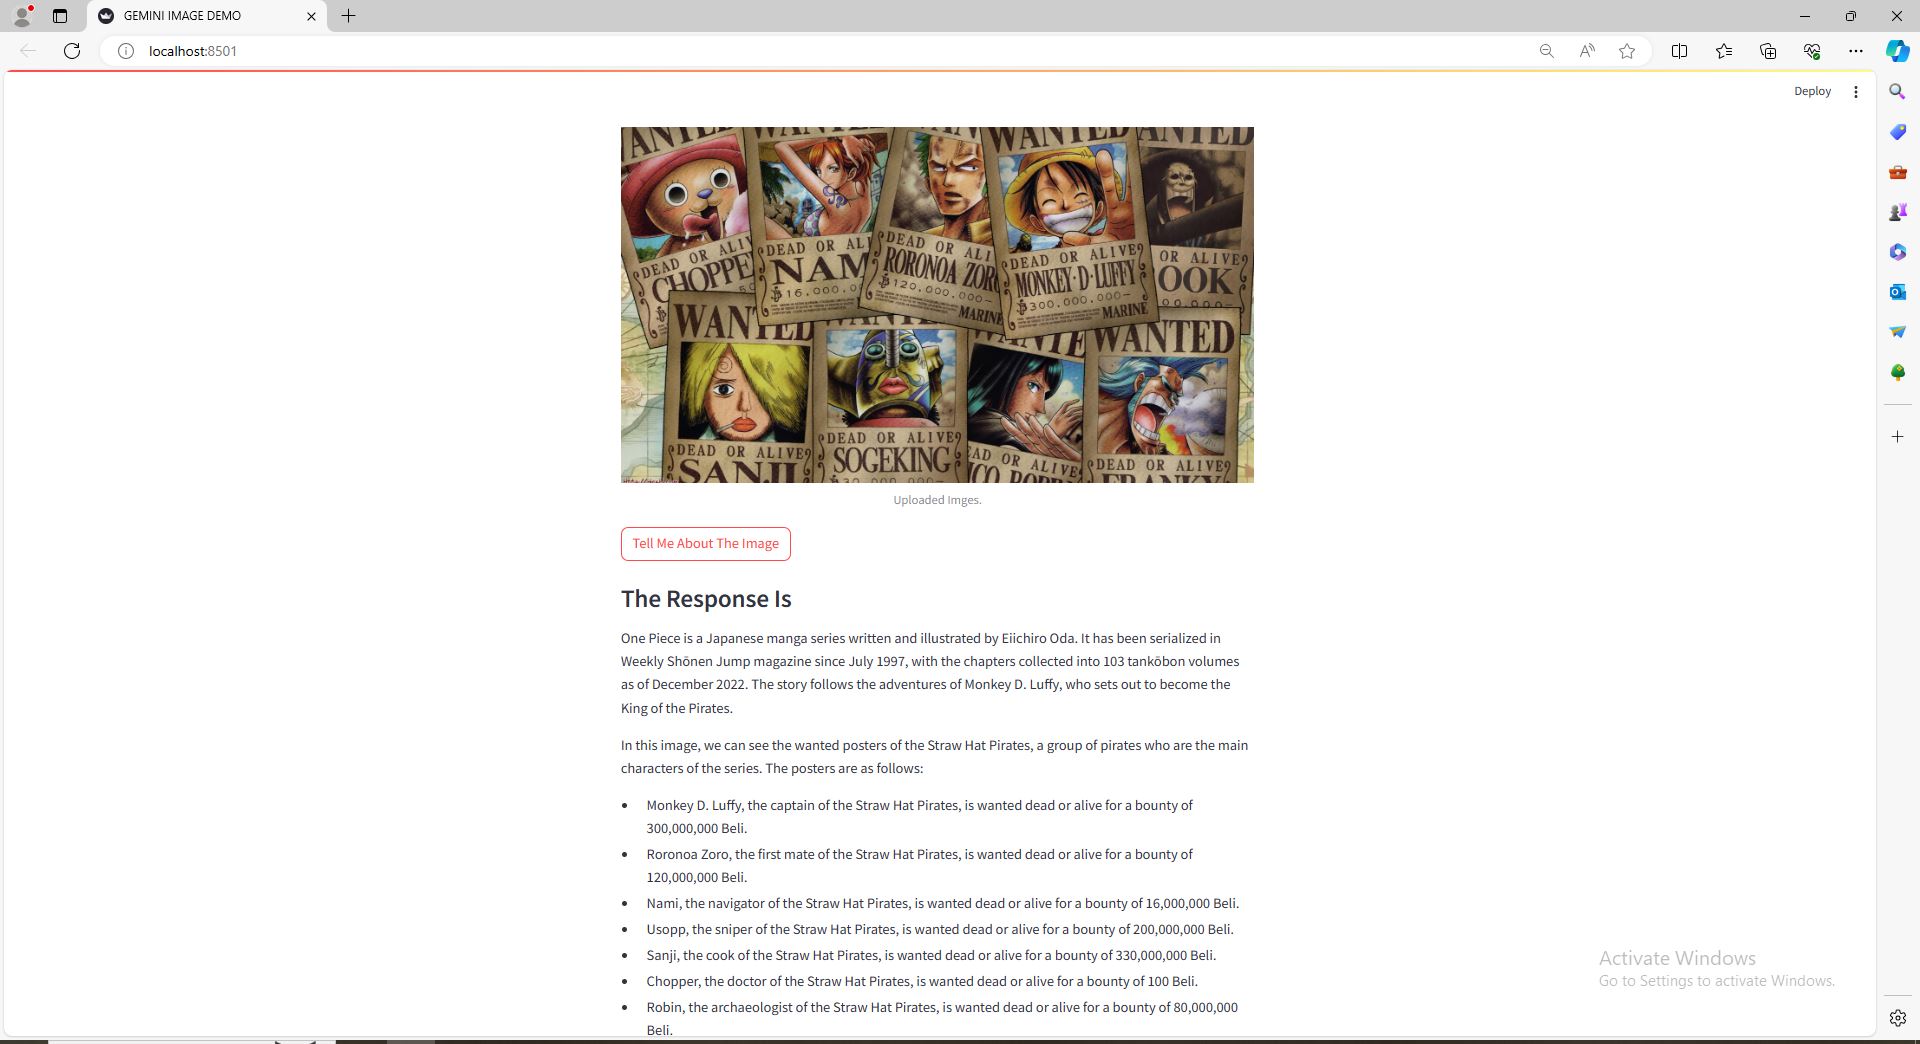 GEMINI IMAGE DEMO
localhost:8501
Deploy
WANTED
WANTED
DEAD OR ALIVE
CHOPPE
DEAD OR ALI
NAM
16.000.0
DEAD OR ALI
RORONOA ZOR
120.000.000-
MARINE
DEAD OR ALIVE
MONKEY·D·LUFFY
300.000.000-
MARINE
OR ALIVE
OOK
WANTED
WANTED
DEAD OR ALIVE
SANJI
DEAD OR ALIVE
SOGEKING
AD OR ALIVE
CO ROBI
DEAD OR ALIVE
FRANKY
Uploaded Imges.
Tell Me About The Image
The Response Is
One Piece is a Japanese manga series written and illustrated by Eiichiro Oda. It has been serialized in
Weekly Shōnen Jump magazine since July 1997, with the chapters collected into 103 tankōbon volumes
as of December 2022. The story follows the adventures of Monkey D. Luffy, who sets out to become the
King of the Pirates.
In this image, we can see the wanted posters of the Straw Hat Pirates, a group of pirates who are the main
characters of the series. The posters are as follows:
• Monkey D. Luffy, the captain of the Straw Hat Pirates, is wanted dead or alive for a bounty of
300,000,000 Beli.
• Roronoa Zoro, the first mate of the Straw Hat Pirates, is wanted dead or alive for a bounty of
120,000,000 Beli.
• Nami, the navigator of the Straw Hat Pirates, is wanted dead or alive for a bounty of 16,000,000 Beli.
• Usopp, the sniper of the Straw Hat Pirates, is wanted dead or alive for a bounty of 200,000,000 Beli.
• Sanji, the cook of the Straw Hat Pirates, is wanted dead or alive for a bounty of 330,000,000 Beli.
• Chopper, the doctor of the Straw Hat Pirates, is wanted dead or alive for a bounty of 100 Beli.
• Robin, the archaeologist of the Straw Hat Pirates, is wanted dead or alive for a bounty of 80,000,000
Beli.
Activate Windows
Go to Settings to activate Windows.